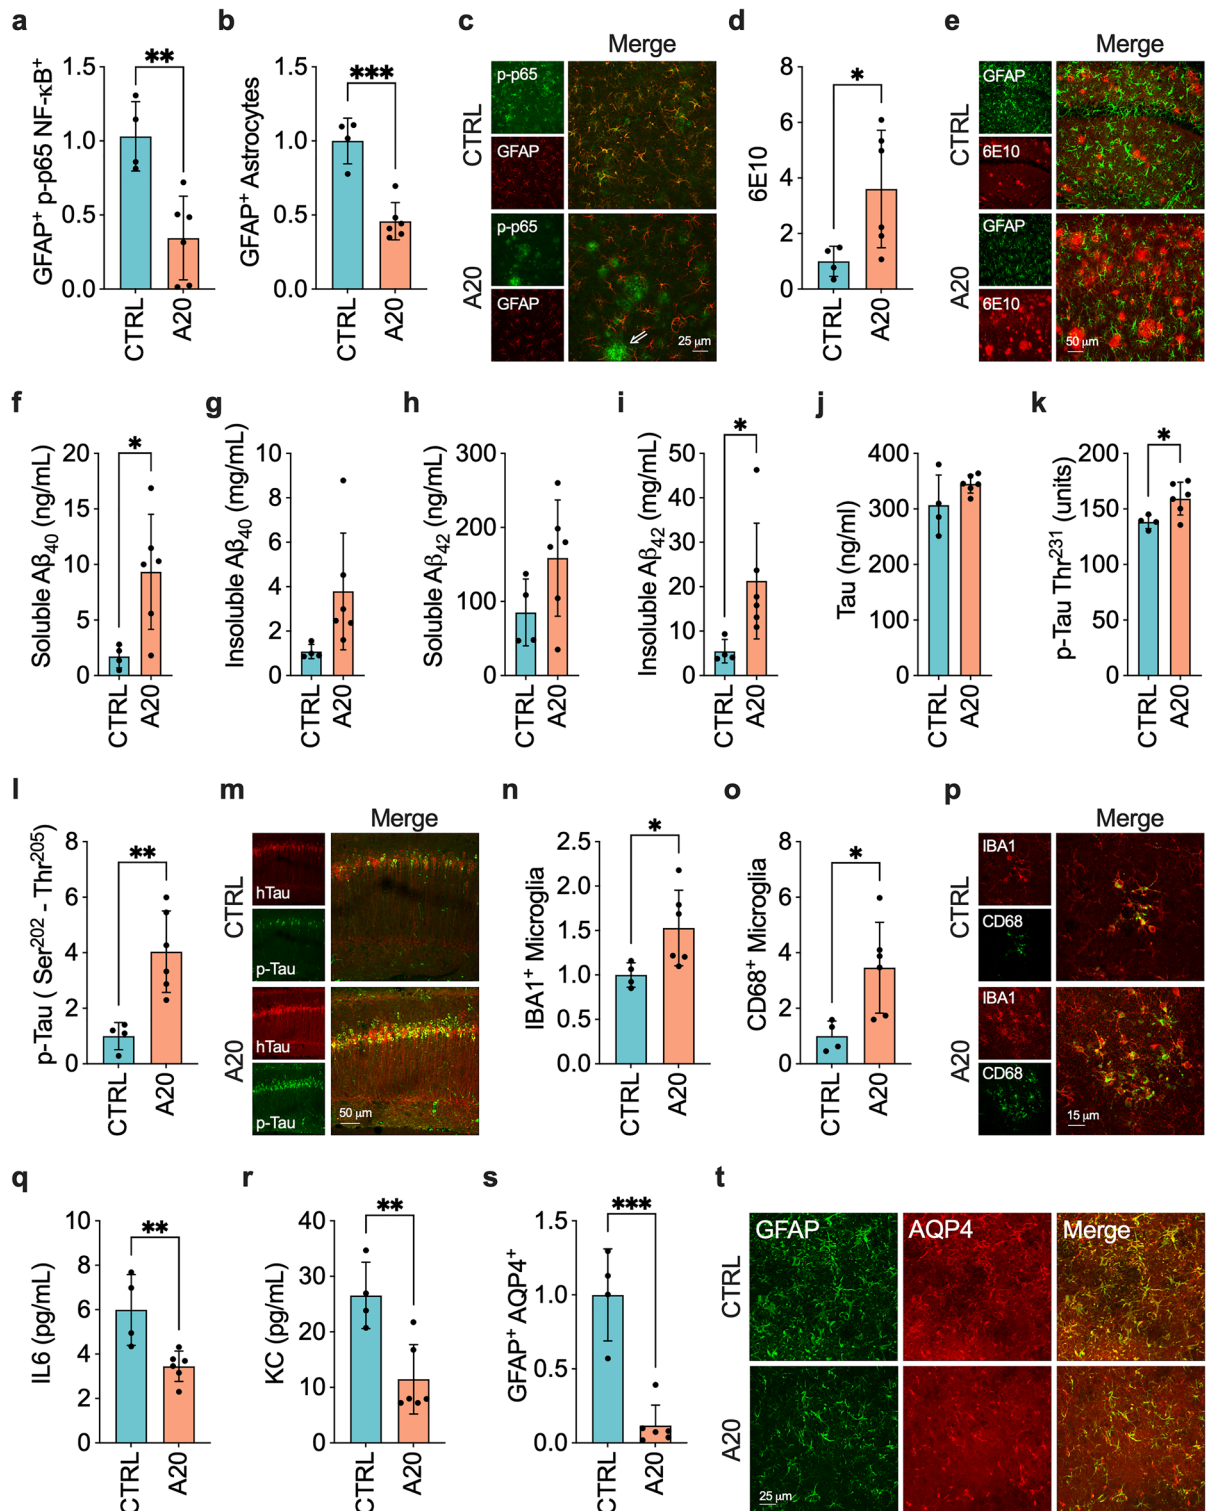 a
GFAP⁺ p-p65 NF-κB⁺
1.5
1.0
0.5
0.0
**
CTRL
A20
b
GFAP⁺ Astrocytes
1.5
1.0
0.5
0.0
***
CTRL
A20
c
Merge
CTRL
p-p65
GFAP
A20
p-p65
GFAP
25 μm
d
6E10
8
6
4
2
0
*
CTRL
A20
e
Merge
CTRL
GFAP
6E10
A20
GFAP
6E10
50 μm
f
Soluble Aβ₄₀ (ng/mL)
20
15
10
5
0
*
CTRL
A20
g
Insoluble Aβ₄₀ (mg/mL)
10
8
6
4
2
0
CTRL
A20
h
Soluble Aβ₄₂ (ng/mL)
300
200
100
0
CTRL
A20
i
Insoluble Aβ₄₂ (mg/mL)
50
40
30
20
10
0
*
CTRL
A20
j
Tau (ng/ml)
400
300
200
100
0
CTRL
A20
k
p-Tau Thr²³¹ (units)
200
150
100
50
0
*
CTRL
A20
l
p-Tau ( Ser²⁰² - Thr²⁰⁵)
8
6
4
2
0
**
CTRL
A20
m
Merge
CTRL
hTau
p-Tau
A20
hTau
p-Tau
50 μm
n
IBA1⁺ Microglia
2.5
2.0
1.5
1.0
0.5
0.0
*
CTRL
A20
o
CD68⁺ Microglia
8
6
4
2
0
*
CTRL
A20
p
Merge
CTRL
IBA1
CD68
A20
IBA1
CD68
15 μm
q
IL6 (pg/mL)
10
8
6
4
2
0
**
CTRL
A20
r
KC (pg/mL)
40
30
20
10
0
**
CTRL
A20
s
GFAP⁺ AQP4⁺
1.5
1.0
0.5
0.0
***
CTRL
A20
t
GFAP
AQP4
Merge
CTRL
A20
25 μm